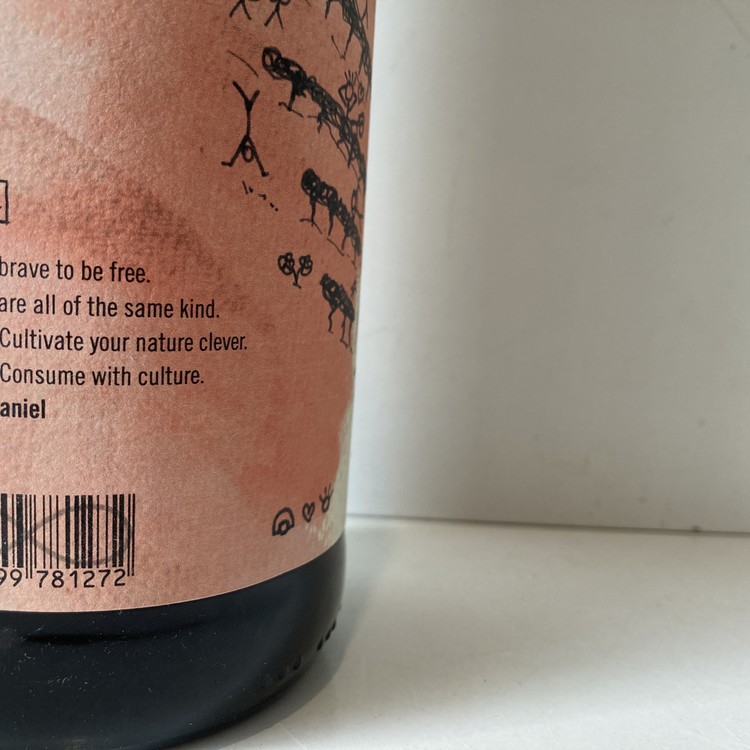 brave to be free.
are all of the same kind.
Cultivate your nature clever.
Consume with culture.
aniel
99 781272